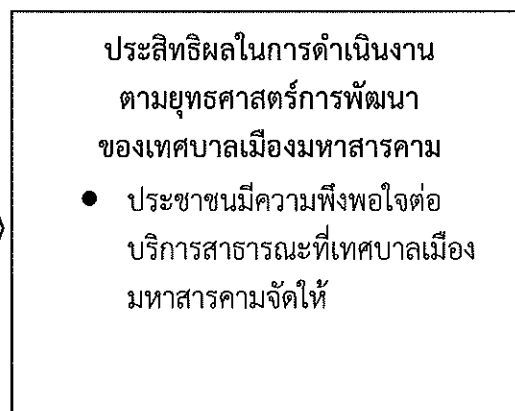 ประสิทธิผลในการดำเนินงาน
ตามยุทธศาสตร์การพัฒนา
ของเทศบาลเมืองมหาสารคาม
● ประชาชนมีความพึงพอใจต่อ
บริการสาธารณะที่เทศบาลเมือง
มหาสารคามจัดให้